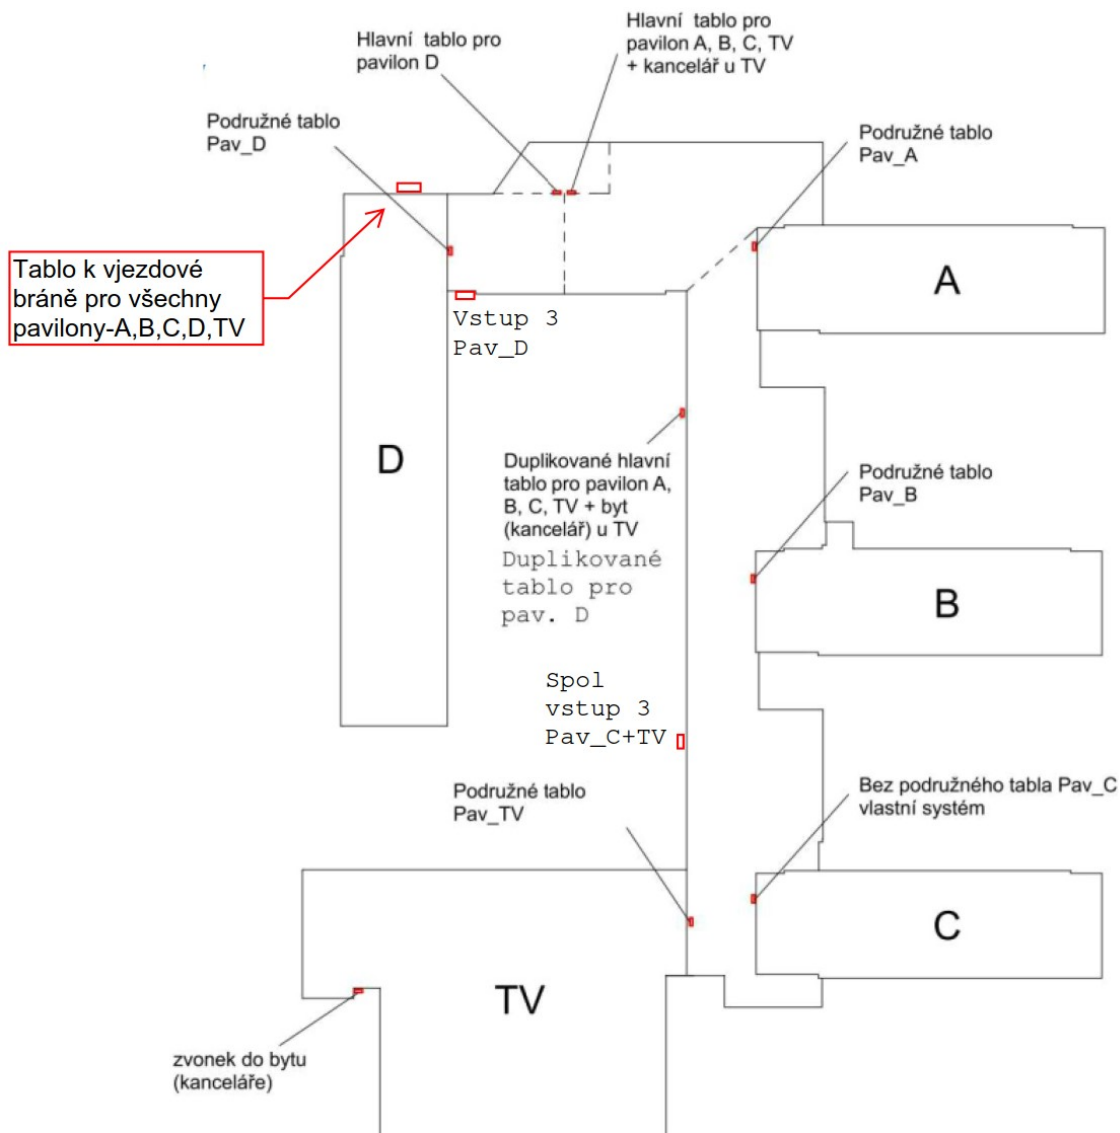 Hlavní tablo pro
pavilon D
Hlavní tablo pro
pavilon A, B, C, TV
+ kancelář u TV
Podružné tablo
Pav_D
Podružné tablo
Pav_A
Tablo k vjezdové
bráně pro všechny
pavilony-A,B,C,D,TV
A
Vstup 3
Pav_D
D
Duplikované hlavní
tablo pro pavilon A,
B, C, TV + byt
(kancelář) u TV
Duplikované
tablo pro
pav. D
Podružné tablo
Pav_B
B
Spol
vstup 3
Pav_C+TV
Podružné tablo
Pav_TV
Bez podružného tabla Pav_C
vlastní systém
C
TV
zvonek do bytu
(kanceláře)